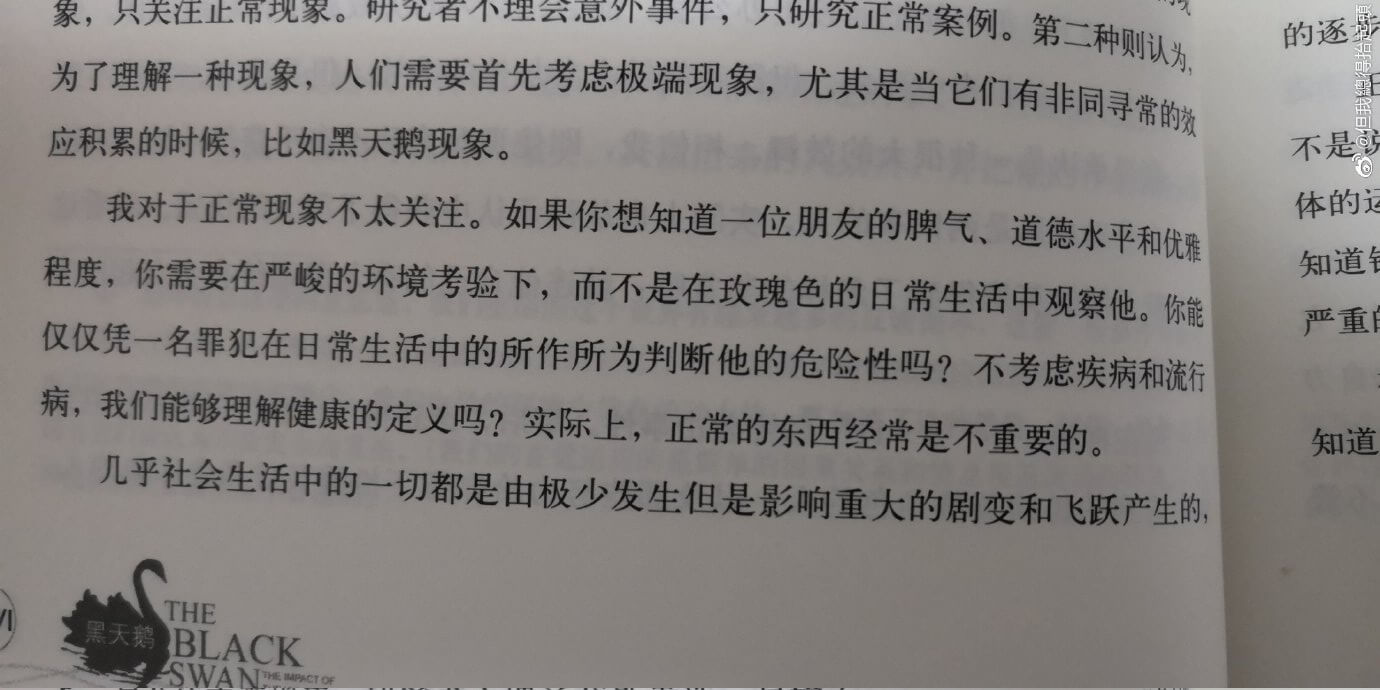 象，只关注正常现象。研究者不理会意外事件，只研究正常案例。第二种则认为，
为了理解一种现象，人们需要首先考虑极端现象，尤其是当它们有非同寻常的效
应积累的时候，比如黑天鹅现象。
我对于正常现象不太关注。如果你想知道一位朋友的脾气、道德水平和优雅
程度，你需要在严峻的环境考验下，而不是在玫瑰色的日常生活中观察他。你能
仅仅凭一名罪犯在日常生活中的所作所为判断他的危险性吗？不考虑疾病和流行
病，我们能够理解健康的定义吗？实际上，正常的东西经常是不重要的。
几乎社会生活中的一切都是由极少发生但是影响重大的剧变和飞跃产生的，
VI
黑天鹅
THE
BLACK
SWAN
THE IMPACT OF
的逐步
不是说
体的运
知道
严重的
知道
@但我總得抬起頭